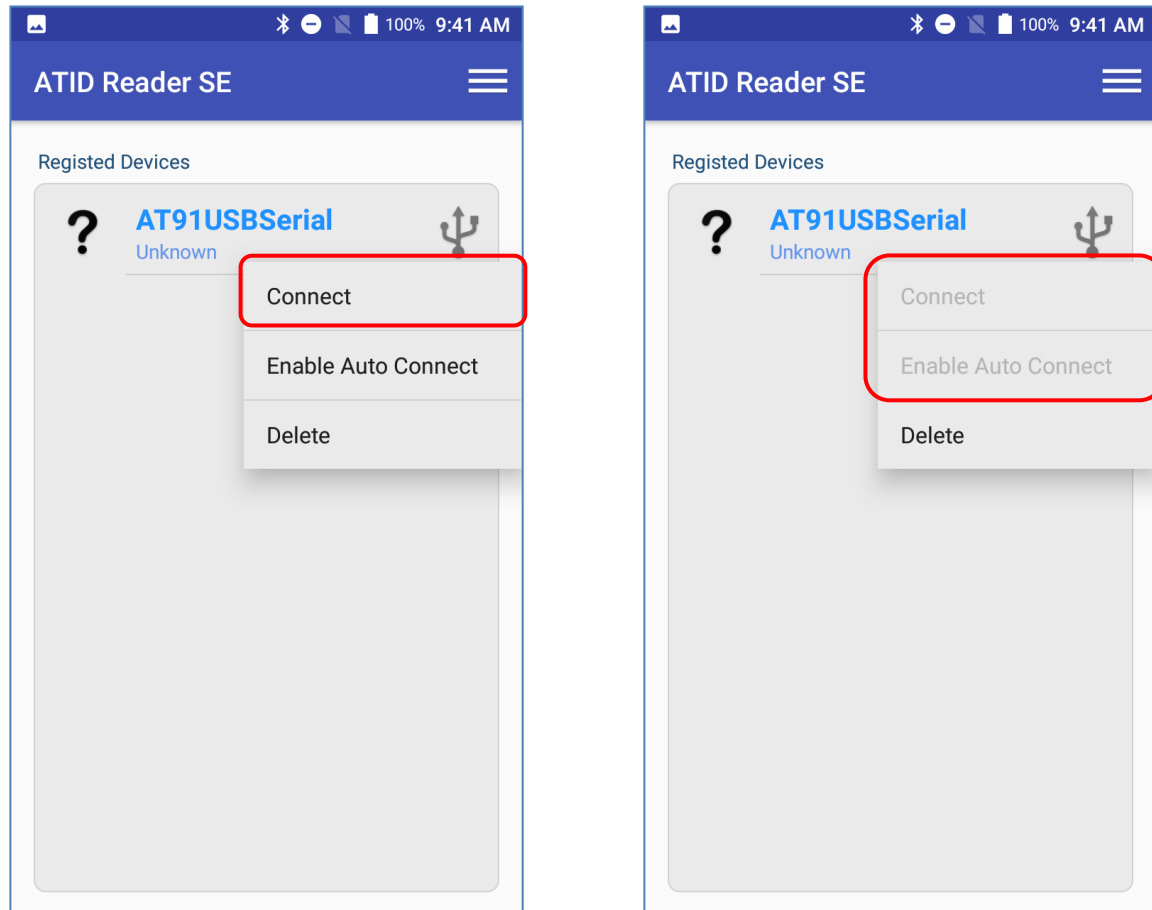 100% 9:41 AM
ATID Reader SE
Registed Devices
? AT91USBSerial
Unknown
Connect
Enable Auto Connect
Delete
100% 9:41 AM
ATID Reader SE
Registed Devices
? AT91USBSerial
Unknown
Connect
Enable Auto Connect
Delete